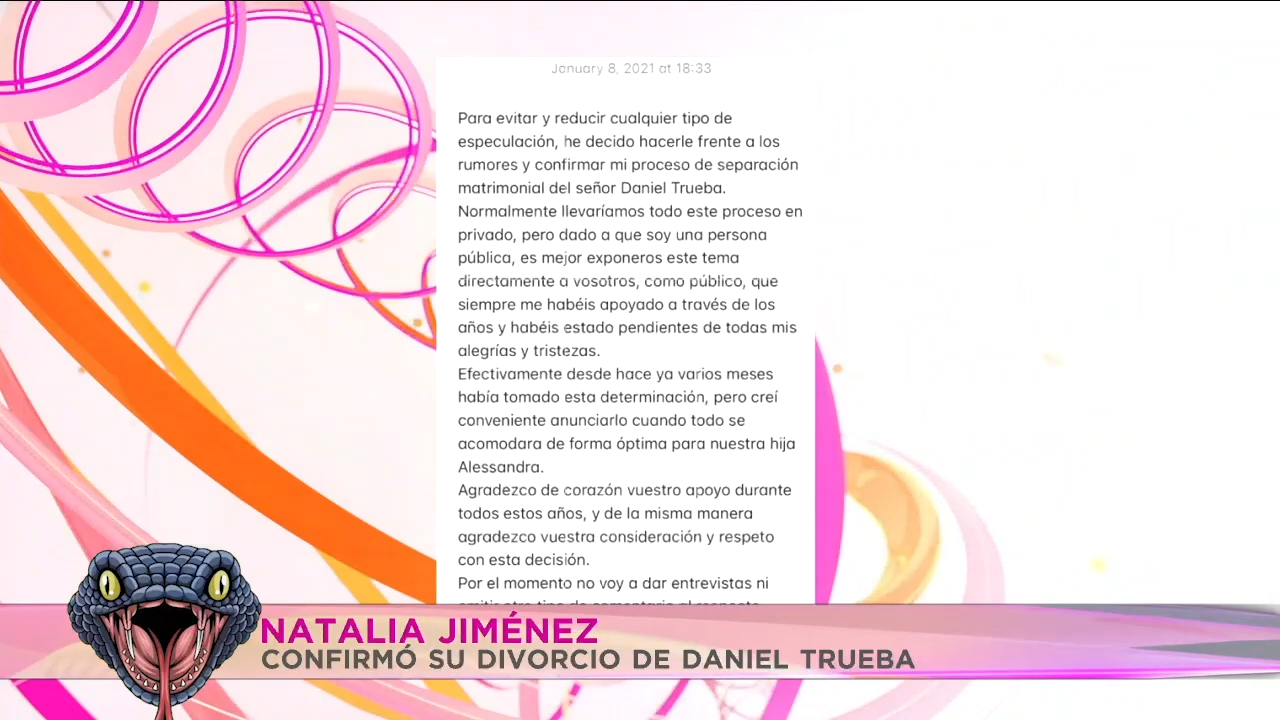 January 8, 2021 at 18:33
Para evitar y reducir cualquier tipo de
especulación, he decido hacerle frente a los
rumores y confirmar mi proceso de separación
matrimonial del señor Daniel Trueba.
Normalmente llevaríamos todo este proceso en
privado, pero dado a que soy una persona
pública, es mejor exponeros este tema
directamente a vosotros, como público, que
siempre me habéis apoyado a través de los
años y habéis estado pendientes de todas mis
alegrías y tristezas.
Efectivamente desde hace ya varios meses
había tomado esta determinación, pero creí
conveniente anunciarlo cuando todo se
acomodara de forma óptima para nuestra hija
Alessandra.
Agradezco de corazón vuestro apoyo durante
todos estos años, y de la misma manera
agradezco vuestra consideración y respeto
con esta decisión.
Por el momento no voy a dar entrevistas ni
NATALIA JIMÉNEZ
CONFIRMÓ SU DIVORCIO DE DANIEL TRUEBA